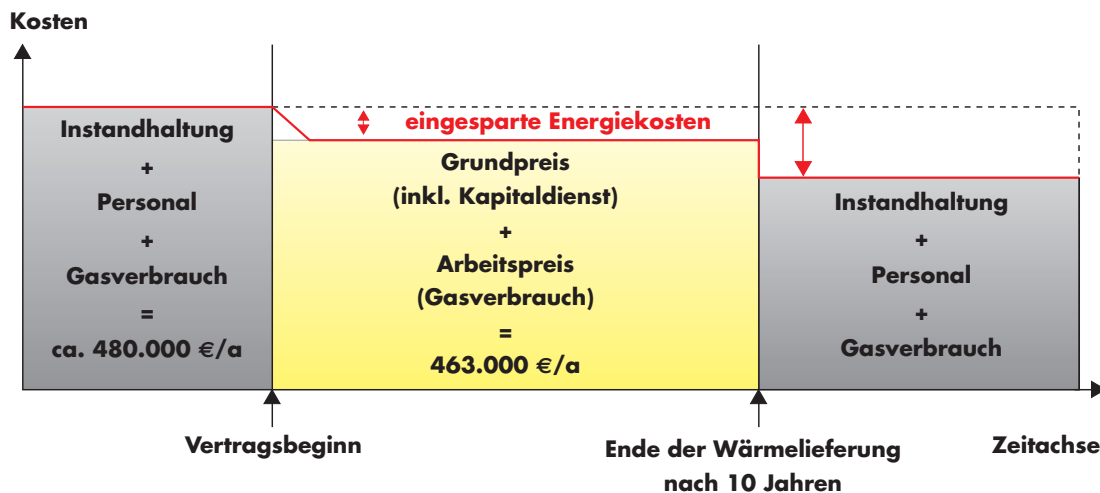 Kosten
Instandhaltung
+
Personal
+
Gasverbrauch
=
ca. 480.000 €/a
eingesparte Energiekosten
Grundpreis
(inkl. Kapitaldienst)
+
Arbeitspreis
(Gasverbrauch)
=
463.000 €/a
Instandhaltung
+
Personal
+
Gasverbrauch
Vertragsbeginn
Ende der Wärmelieferung
nach 10 Jahren
Zeitachse